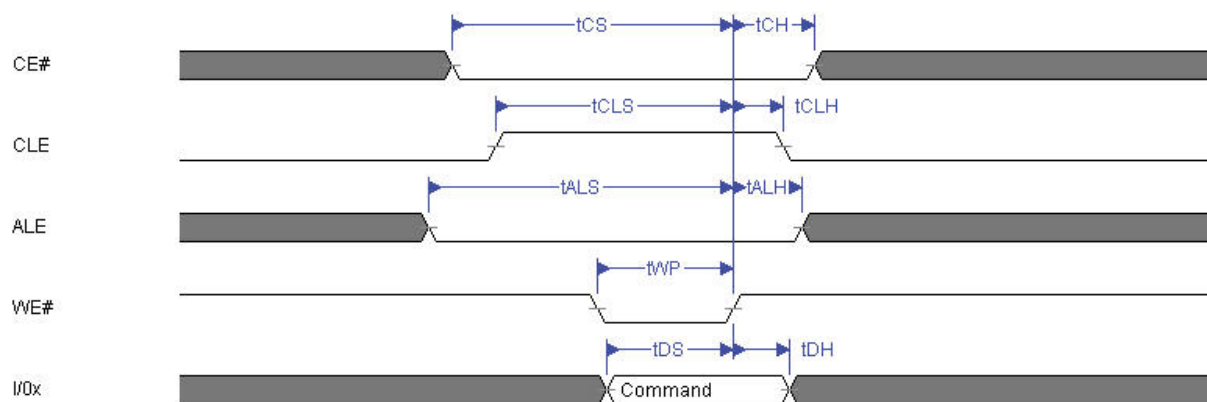 tCS tCH
CE#
tCLS tCLH
CLE
tALS tALH
ALE
tWP
WE#
tDS tDH
I/0x Command